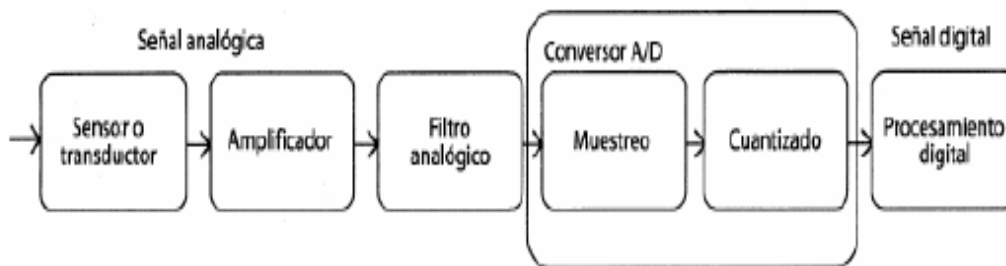 Señal analógica
Conversor A/D
Señal digital
Sensor o
transductor
Amplificador
Filtro
analógico
Muestreo
Cuantizado
Procesamiento
digital